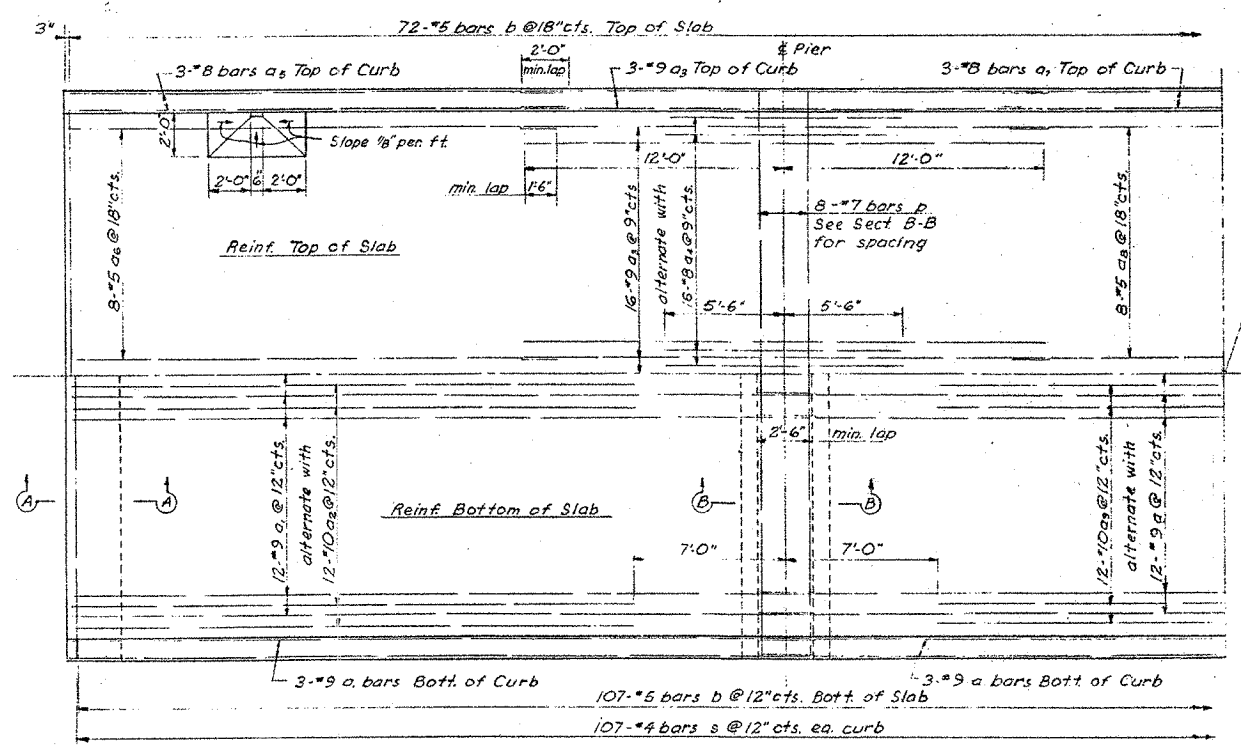 72-#5 bars b @ 18"cts. Top of Slab
3"
2'-0"
min. lap
℄ Pier
3-#8 bars a5 Top of Curb
3-#9 a3 Top of Curb
3-#8 bars a7 Top of Curb
2'-0"
Slope 1/8" per. ft.
2'-0" 6" 2'-0"
min. lap 1'-6"
12'-0" 12'-0"
8-#7 bars p
See Sect. B-B
for spacing
8-#5 a6 @ 18"cts.
Reinf. Top of Slab
16-#9 a3 @ 9"cts
alternate with
16-#8 a4 @ 9"cts.
8-#5 a8 @ 18"cts.
5'-6" 5'-6"
2'-6" min. lap
A A
B B
12-#9 a1 @ 12"cts.
alternate with
12-#10 a2 @ 12"cts.
Reinf. Bottom of Slab
12-#10 a9 @ 12"cts.
alternate with
12-#9 a @ 12"cts.
7'-0" 7'-0"
3-#9 a1 bars Bott. of Curb
3-#9 a bars Bott. of Curb
107-#5 bars b @ 12"cts. Bott. of Slab
107-#4 bars s @ 12" cts. ea. curb